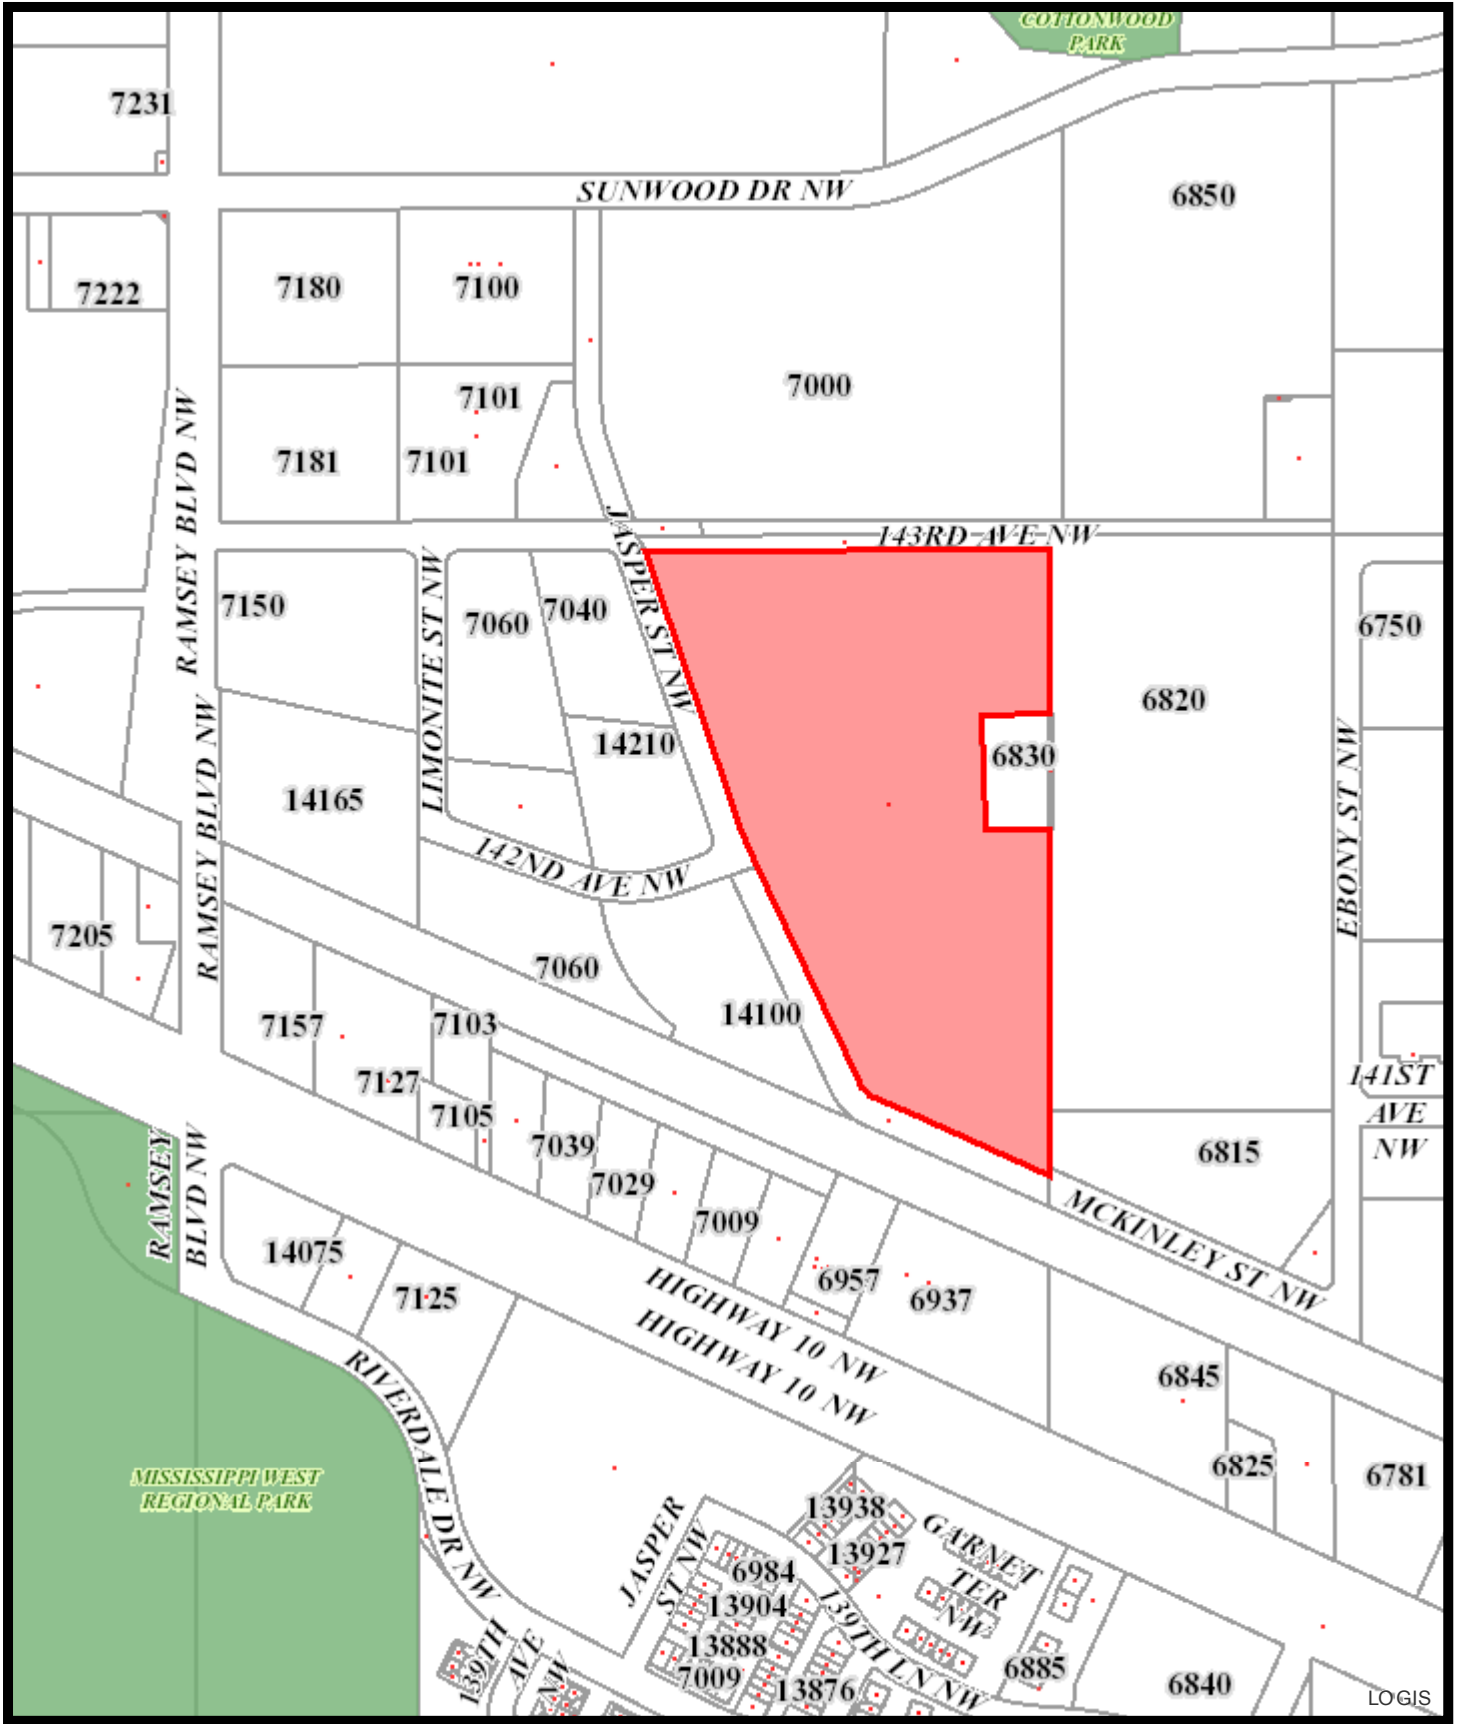 COTTONWOOD
PARK
7231
SUNWOOD DR NW
6850
7222
7180
7100
7000
7101
7181
7101
RAMSEY BLVD NW
JASPER ST NW
143RD AVE NW
LIMONITE ST NW
7150
7060
7040
6750
6820
14210
6830
RAMSEY BLVD NW
14165
EBONY ST NW
142ND AVE NW
7205
7060
14100
7157
7103
7127
7105
141ST
AVE
NW
7039
7029
7009
6815
RAMSEY
BLVD NW
MCKINLEY ST NW
14075
7125
6957
6937
HIGHWAY 10 NW
HIGHWAY 10 NW
RIVERDALE DR NW
6845
6825
6781
MISSISSIPPI WEST
REGIONAL PARK
JASPER
ST NW
13938
13927
GARNET
TER
NW
6984
13904
13888
7009
139TH LN NW
13876
139TH
AVE
NW
6885
6840
LOGIS